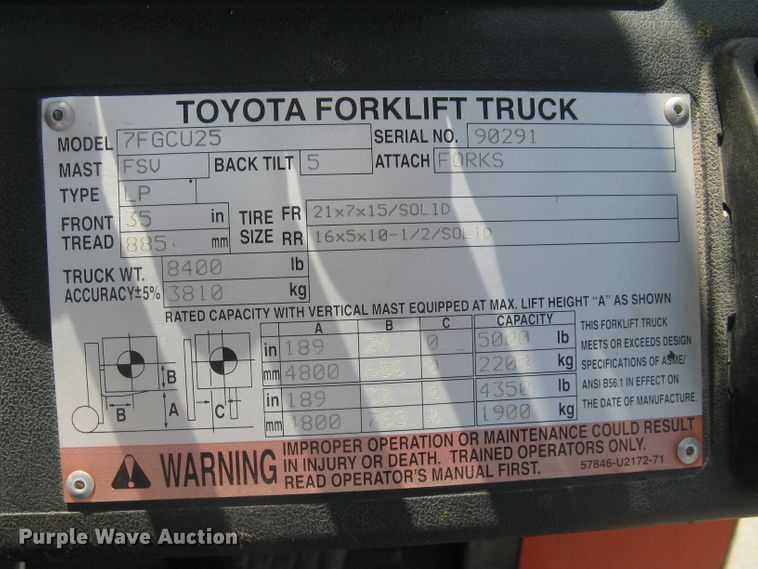 TOYOTA FORKLIFT TRUCK
MODEL 7FGCU25 SERIAL NO. 90291
MAST FSV BACK TILT 5 ATTACH FORKS
TYPE LP
FRONT TREAD 35 in 885 mm
TIRE SIZE FR 21x7x15/SOLID
RR 16x5x10-1/2/SOLID
TRUCK WT. 8400 lb
ACCURACY±5% 3810 kg
RATED CAPACITY WITH VERTICAL MAST EQUIPPED AT MAX. LIFT HEIGHT "A" AS SHOWN
A B C CAPACITY
in 189 24 0 5000 lb
mm 4800 600 0 2200 kg
in 189 30 0 4350 lb
mm 4800 760 0 1900 kg
B B A C
THIS FORKLIFT TRUCK
MEETS OR EXCEEDS DESIGN
SPECIFICATIONS OF ASME/
ANSI B56.1 IN EFFECT ON
THE DATE OF MANUFACTURE.
WARNING
IMPROPER OPERATION OR MAINTENANCE COULD RESULT
IN INJURY OR DEATH. TRAINED OPERATORS ONLY.
READ OPERATOR'S MANUAL FIRST.
57846-U2172-71
Purple Wave Auction